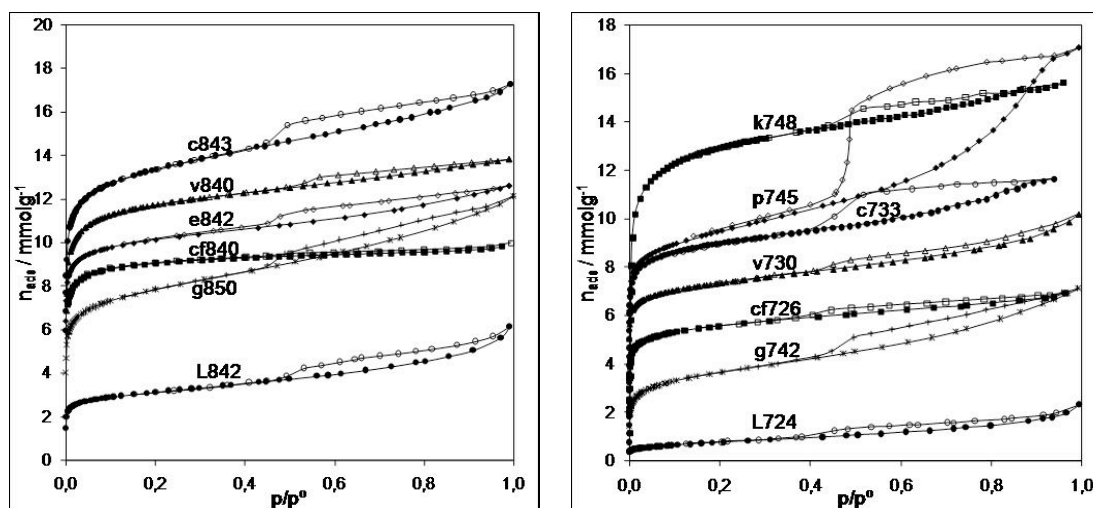 20
18
16
14
12
10
8
6
4
2
0
n_ads / mmolg⁻¹
c843
v840
e842
cf840
g850
L842
0,0 0,2 0,4 0,6 0,8 1,0
p/p°
18
16
14
12
10
8
6
4
2
0
n_ads / mmolg⁻¹
k748
p745
c733
v730
cf726
g742
L724
0,0 0,2 0,4 0,6 0,8 1,0
p/p°